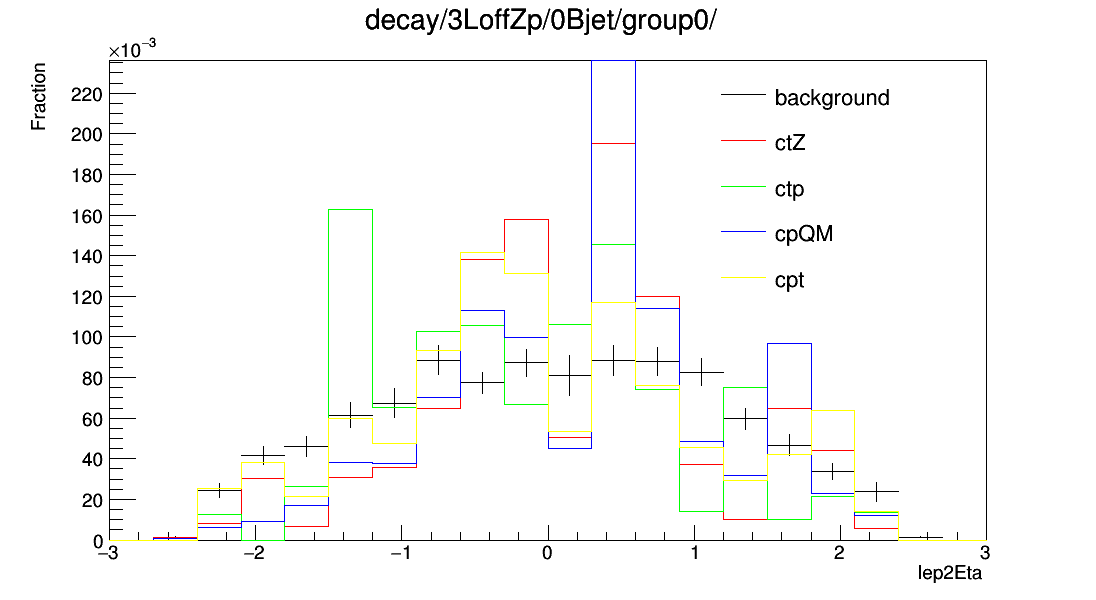 decay/3LoffZp/0Bjet/group0/
×10⁻³
Fraction
220
200
180
160
140
120
100
80
60
40
20
0
background
ctZ
ctp
cpQM
cpt
−3 −2 −1 0 1 2 3
lep2Eta